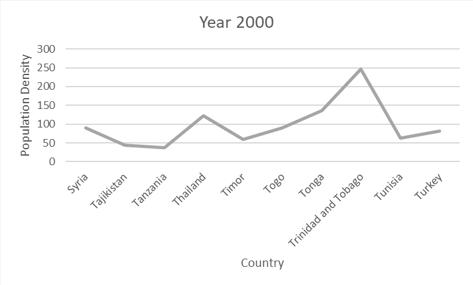 Year 2000
Population Density
300
250
200
150
100
50
0
Syria
Tajikistan
Tanzania
Thailand
Timor
Togo
Tonga
Trinidad and Tobago
Tunisia
Turkey
Country